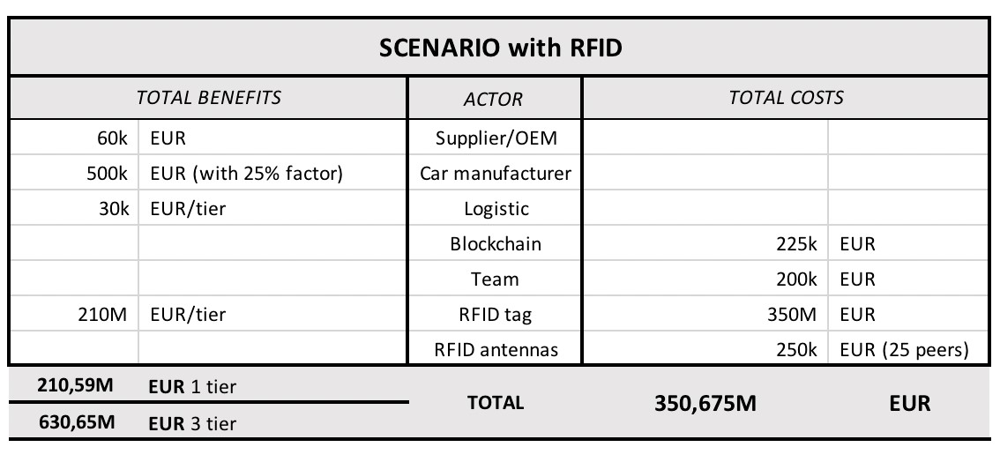 SCENARIO with RFID
TOTAL BENEFITS ACTOR TOTAL COSTS
60k EUR Supplier/OEM
500k EUR (with 25% factor) Car manufacturer
30k EUR/tier Logistic
Blockchain 225k EUR
Team 200k EUR
210M EUR/tier RFID tag 350M EUR
RFID antennas 250k EUR (25 peers)
210,59M EUR 1 tier
TOTAL 350,675M EUR
630,65M EUR 3 tier